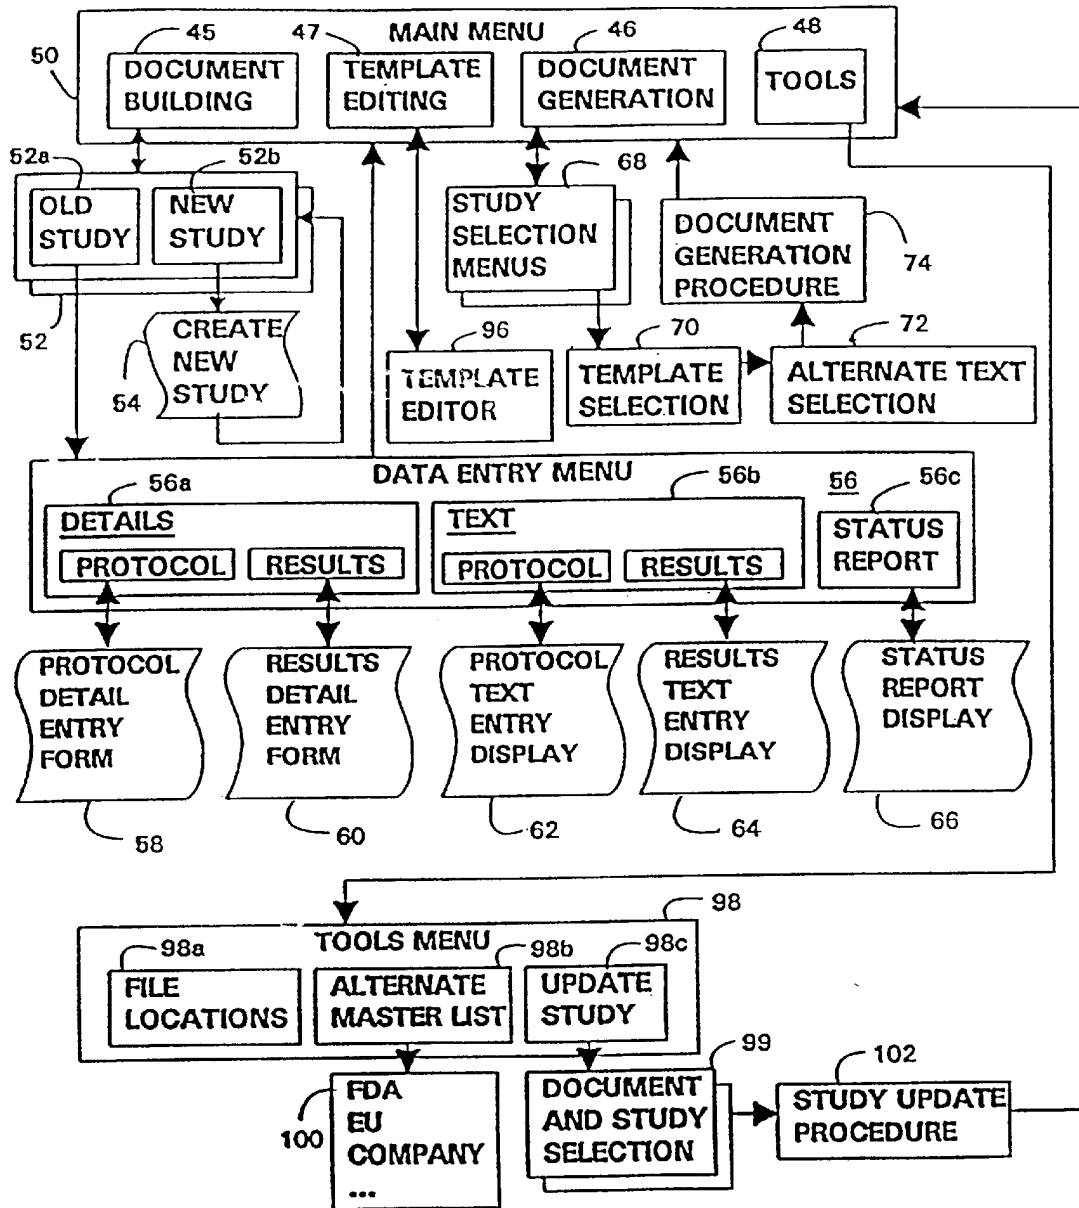 MAIN MENU
50
45
DOCUMENT
BUILDING
47
TEMPLATE
EDITING
46
DOCUMENT
GENERATION
48
TOOLS
52a
OLD
STUDY
52b
NEW
STUDY
52
68
STUDY
SELECTION
MENUS
DOCUMENT
GENERATION
PROCEDURE
74
CREATE
NEW
STUDY
54
96
TEMPLATE
EDITOR
70
TEMPLATE
SELECTION
72
ALTERNATE TEXT
SELECTION
DATA ENTRY MENU
56
56a
DETAILS
PROTOCOL
RESULTS
56b
TEXT
PROTOCOL
RESULTS
56c
STATUS
REPORT
PROTOCOL
DETAIL
ENTRY
FORM
58
RESULTS
DETAIL
ENTRY
FORM
60
PROTOCOL
TEXT
ENTRY
DISPLAY
62
RESULTS
TEXT
ENTRY
DISPLAY
64
STATUS
REPORT
DISPLAY
66
TOOLS MENU
98
98a
FILE
LOCATIONS
98b
ALTERNATE
MASTER LIST
98c
UPDATE
STUDY
100
FDA
EU
COMPANY
...
99
DOCUMENT
AND STUDY
SELECTION
102
STUDY UPDATE
PROCEDURE